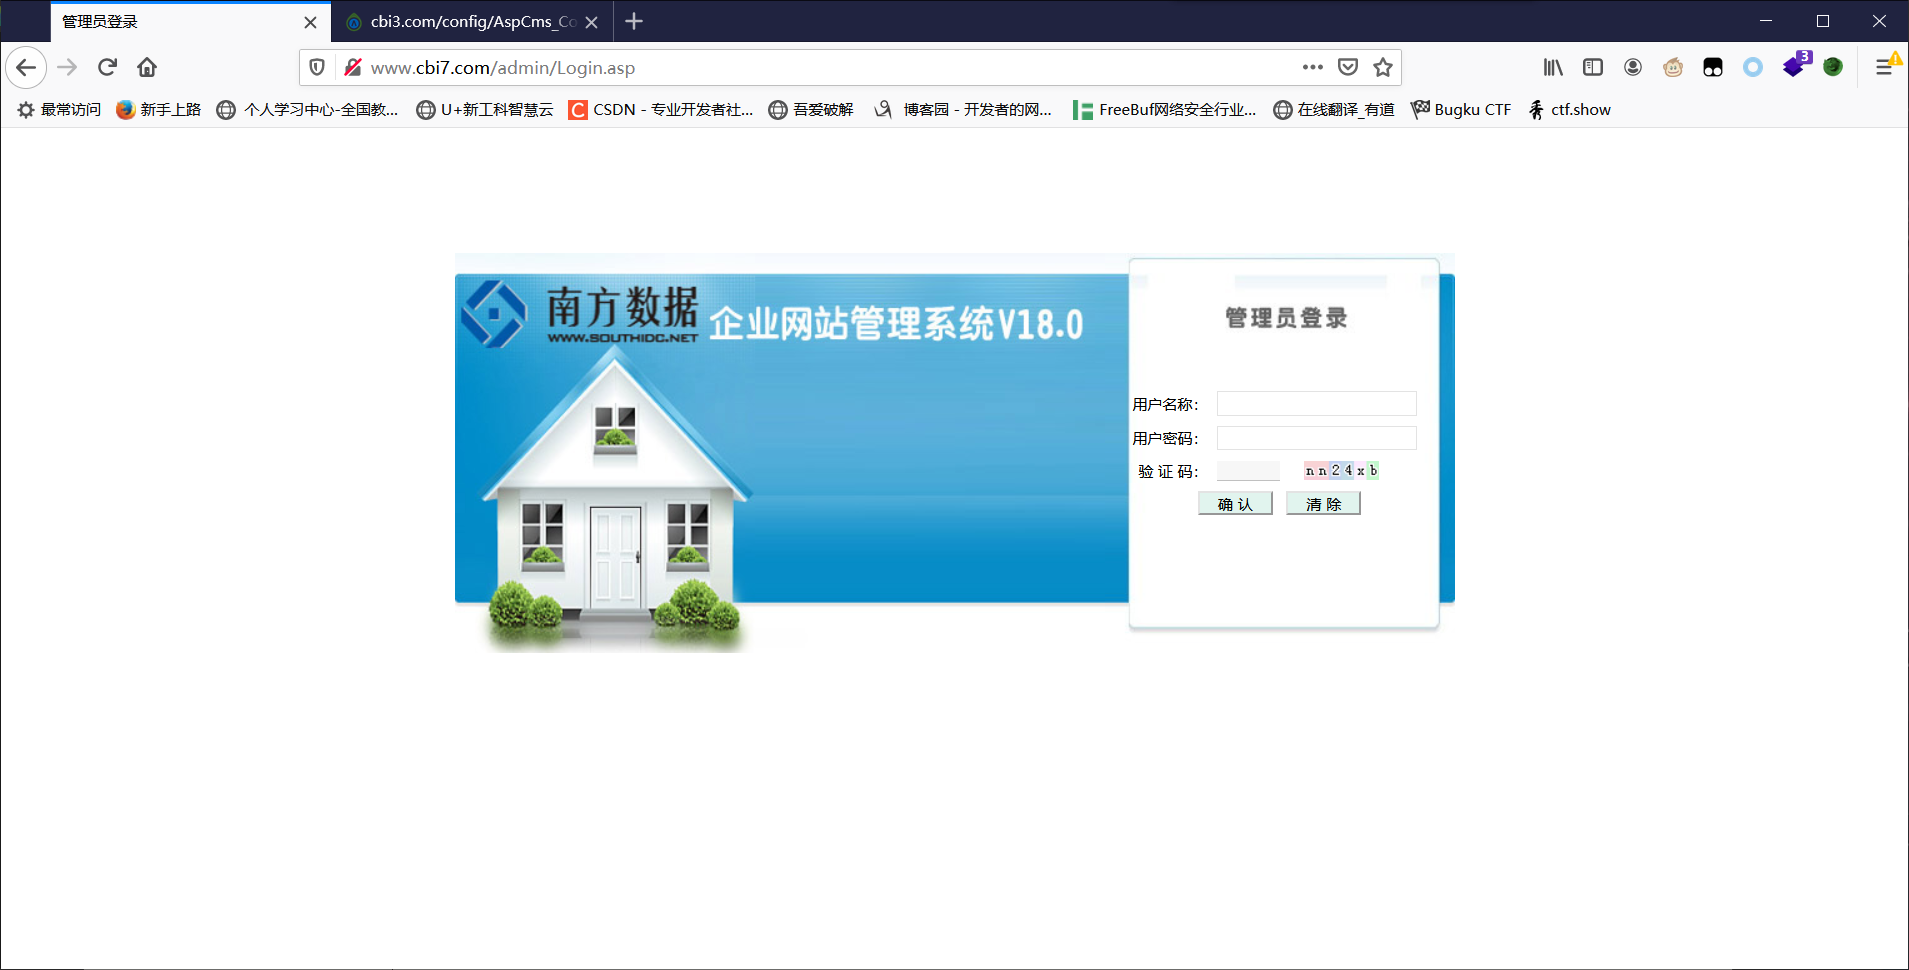 管理员登录
cbi3.com/config/AspCms_Co
www.cbi7.com/admin/Login.asp
3
最常访问 新手上路 个人学习中心-全国教... U+新工科智慧云 CSDN - 专业开发者社... 吾爱破解 博客园 - 开发者的网... FreeBuf网络安全行业... 在线翻译_有道 Bugku CTF ctf.show
南方数据
WWW.SOUTHIDC.NET
企业网站管理系统V18.0
管理员登录
用户名称：
用户密码：
验 证 码： nn24xb
确 认 清 除